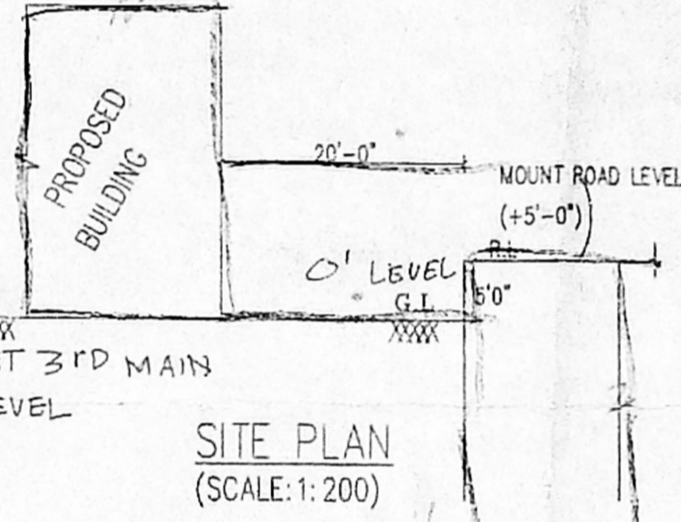 PROPOSED
BUILDING
20'-0"
MOUNT ROAD LEVEL
(+5'-0")
R.L
O' LEVEL
G.L
5'0"
3rD MAIN
SITE PLAN
(SCALE:1:200)